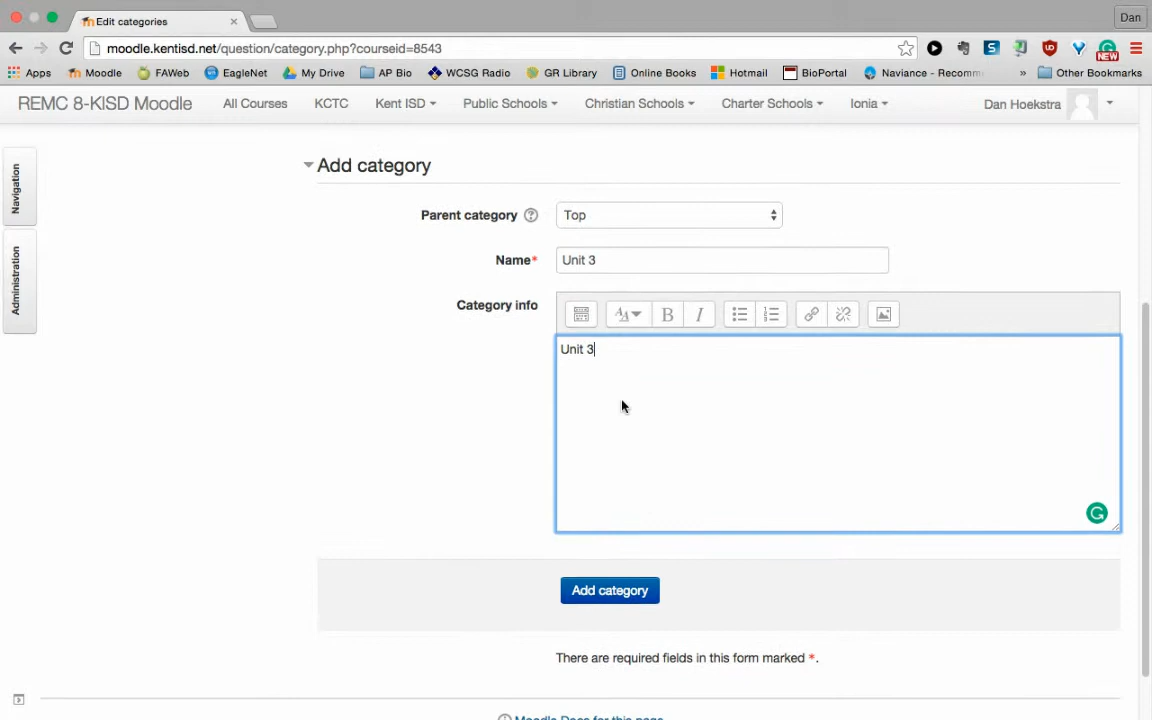 Edit categories
Dan
moodle.kentisd.net/question/category.php?courseid=8543
NEW
Apps Moodle FAWeb EagleNet My Drive AP Bio WCSG Radio GR Library Online Books Hotmail BioPortal Naviance - Recomm » Other Bookmarks
REMC 8-KISD Moodle All Courses KCTC Kent ISD Public Schools Christian Schools Charter Schools Ionia Dan Hoekstra
Navigation
Administration
Add category
Parent category ? Top
Name* Unit 3
Category info
B I
Unit 3
Add category
There are required fields in this form marked *.
Moodle Docs for this page